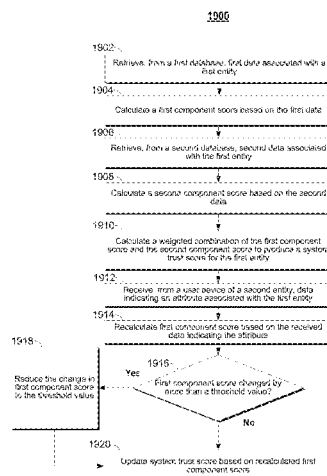 1900
1902
Retrieve, from a first database, first data associated with a
first entity
1904
Calculate a first component score based on the first data
1906
Retrieve, from a second database, second data associated
with the first entity
1908
Calculate a second component score based on the second
data
1910
Calculate a weighted combination of the first component
score and the second component score to produce a system
trust score for the first entity
1912
Receive, from a user device of a second entity, data
indicating an attribute associated with the first entity
1914
Recalculate first component score based on the received
data indicating the attribute
1918
1916
Yes
Reduce the change in
first component score
to the threshold value
First component score changed by
more than a threshold value?
No
1920
Update system trust score based on recalculated first
component score